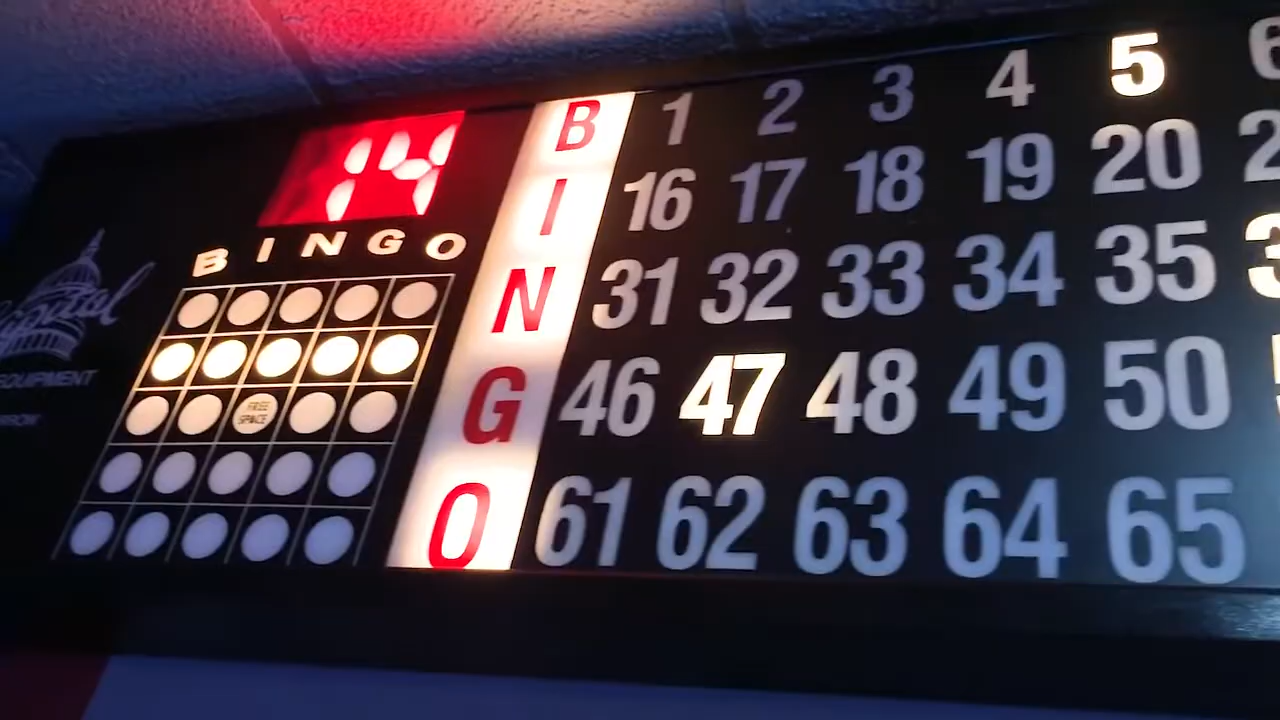 14
BINGO
FREE
SPACE
EQUIPMENT
B 1 2 3 4 5 6
I 16 17 18 19 20
N 31 32 33 34 35
G 46 47 48 49 50
O 61 62 63 64 65